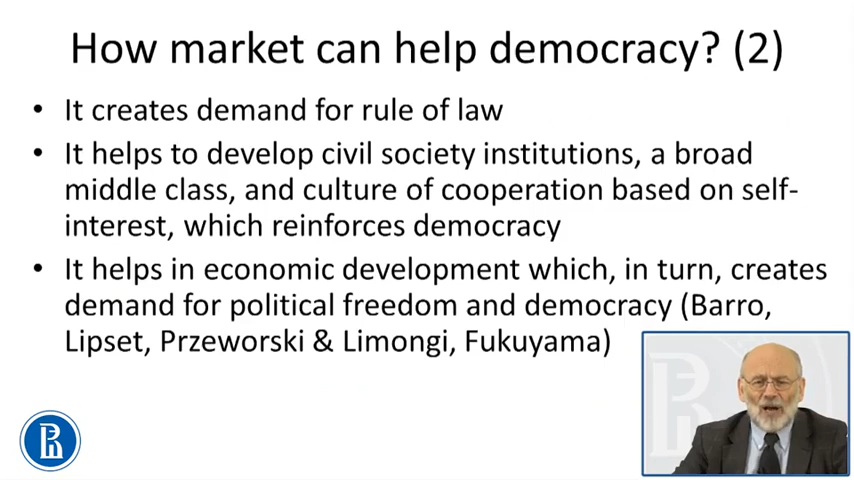 How market can help democracy? (2)
• It creates demand for rule of law
• It helps to develop civil society institutions, a broad
middle class, and culture of cooperation based on self-
interest, which reinforces democracy
• It helps in economic development which, in turn, creates
demand for political freedom and democracy (Barro,
Lipset, Przeworski & Limongi, Fukuyama)